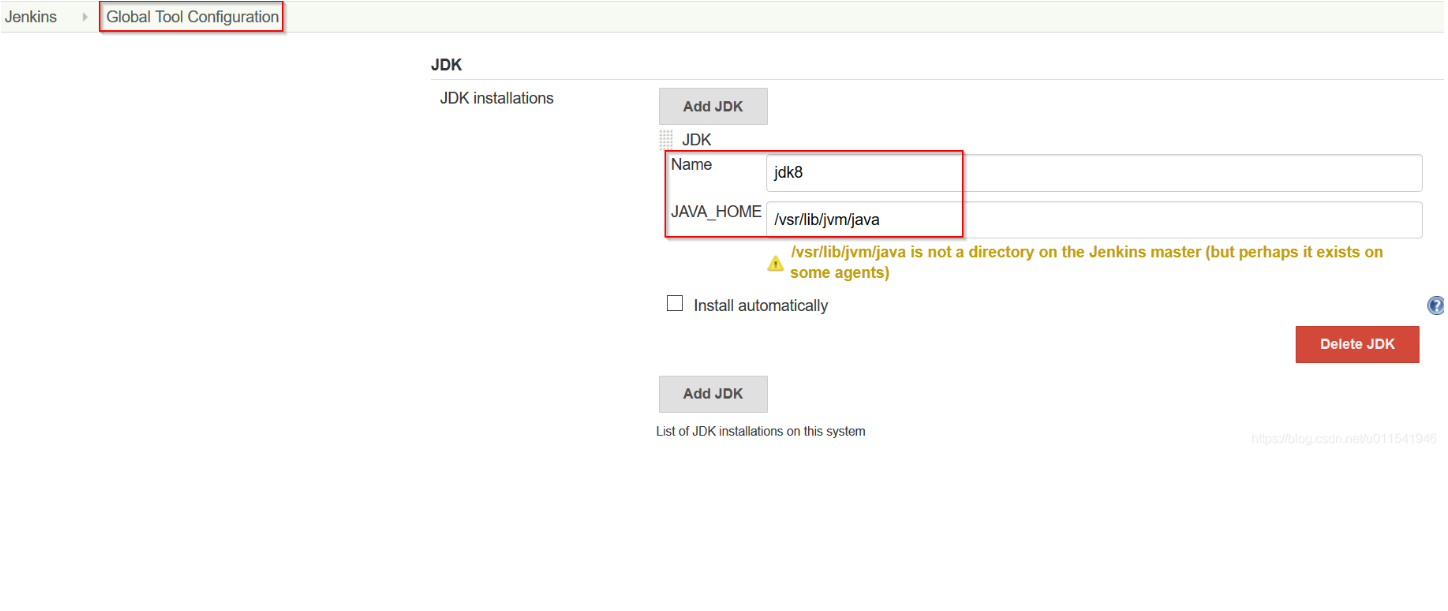 Jenkins
Global Tool Configuration
JDK
JDK installations
Add JDK
JDK
Name
jdk8
JAVA_HOME
/vsr/lib/jvm/java
/vsr/lib/jvm/java is not a directory on the Jenkins master (but perhaps it exists on
some agents)
Install automatically
?
Delete JDK
Add JDK
List of JDK installations on this system
https://blog.csdn.net/u011541946